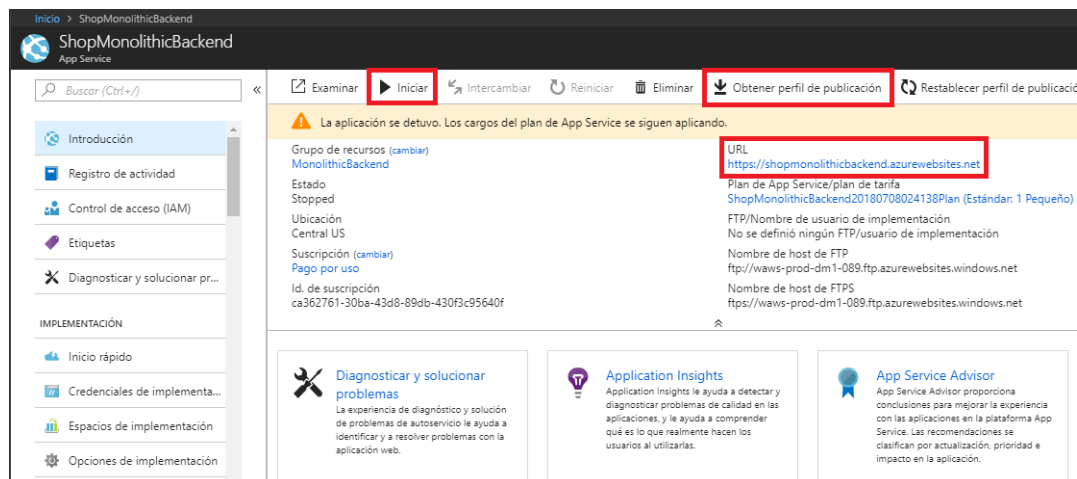 Inicio > ShopMonolithicBackend
ShopMonolithicBackend
App Service
Buscar (Ctrl+/)
«
Introducción
Registro de actividad
Control de acceso (IAM)
Etiquetas
Diagnosticar y solucionar pr...
IMPLEMENTACIÓN
Inicio rápido
Credenciales de implementa...
Espacios de implementación
Opciones de implementación
Examinar Iniciar Intercambiar Reiniciar Eliminar Obtener perfil de publicación Restablecer perfil de publicació
La aplicación se detuvo. Los cargos del plan de App Service se siguen aplicando.
Grupo de recursos (cambiar)
MonolithicBackend
Estado
Stopped
Ubicación
Central US
Suscripción (cambiar)
Pago por uso
Id. de suscripción
ca362761-30ba-43d8-89db-430f3c95640f
URL
https://shopmonolithicbackend.azurewebsites.net
Plan de App Service/plan de tarifa
ShopMonolithicBackend20180708024138Plan (Estándar: 1 Pequeño)
FTP/Nombre de usuario de implementación
No se definió ningún FTP/usuario de implementación
Nombre de host de FTP
ftp://waws-prod-dm1-089.ftp.azurewebsites.windows.net
Nombre de host de FTPS
ftps://waws-prod-dm1-089.ftp.azurewebsites.windows.net
Diagnosticar y solucionar
problemas
La experiencia de diagnóstico y solución
de problemas de autoservicio le ayuda a
identificar y a resolver problemas con la
aplicación web.
Application Insights
Application Insights le ayuda a detectar y
diagnosticar problemas de calidad en las
aplicaciones, y le ayuda a comprender
qué es lo que realmente hacen los
usuarios al utilizarlas.
App Service Advisor
App Service Advisor proporciona
conclusiones para mejorar la experiencia
con las aplicaciones en la plataforma App
Service. Las recomendaciones se
clasifican por actualización, prioridad e
impacto en la aplicación.